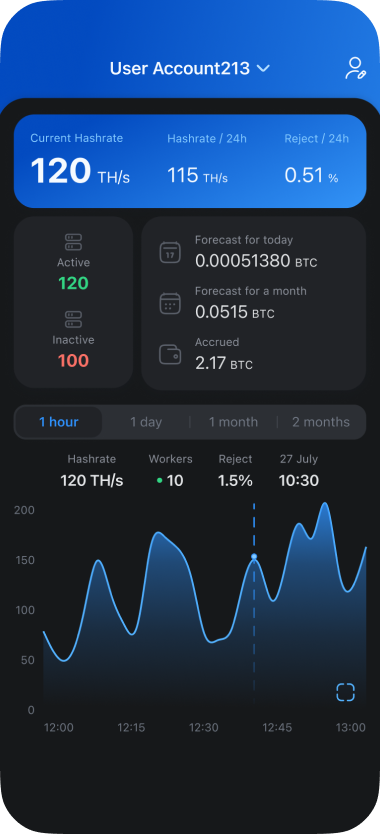 User Account213
Current Hashrate Hashrate / 24h Reject / 24h
120 TH/s 115 TH/s 0.51 %
Active
120
Inactive
100
17
Forecast for today
0.00051380 BTC
Forecast for a month
0.0515 BTC
Accrued
2.17 BTC
1 hour 1 day 1 month 2 months
Hashrate Workers Reject 27 July
120 TH/s 10 1.5% 10:30
200
150
100
50
0
12:00 12:15 12:30 12:45 13:00